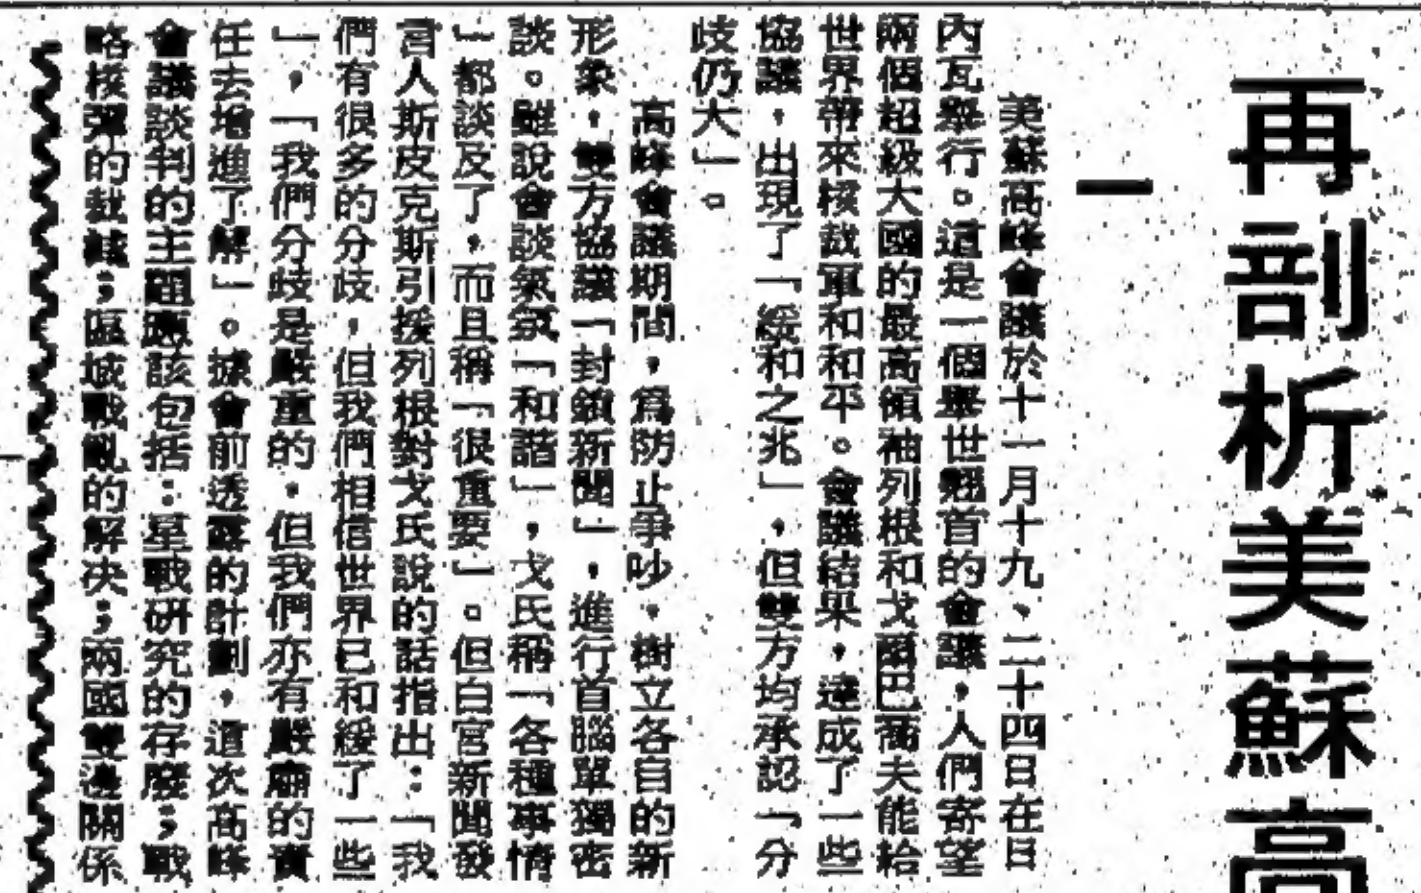 再剖析美蘇高
一
美蘇高峰會議於十一月十九、二十四日在日
內瓦舉行。這是一個舉世翹首的會議，人們寄望
兩個超級大國的最高領袖列根和戈爾巴喬夫能給
世界帶來核裁軍和和平。會議結果，達成了一些
協議，出現了「緩和之兆」，但雙方均承認「分
歧仍大」。
高峰會議期間，爲防止爭吵，樹立各自的新
形象，雙方協議「封鎖新聞」，進行首腦單獨密
談。雖說會談氣氛「和諧」，戈氏稱「各種事情
」都談及了，而且稱「很重要」。但白宮新聞發
言人斯皮克斯引援列根對戈氏說的話指出：「我
們有很多的分歧，但我們相信世界已和緩了一些
」，「我們分歧是嚴重的，但我們亦有嚴肅的責
任去增進了解」。據會前透露的計劃，這次高峰
會議談判的主題應該包括：星戰研究的存廢；戰
略核彈的裁減；區域戰亂的解决；兩國雙邊關係